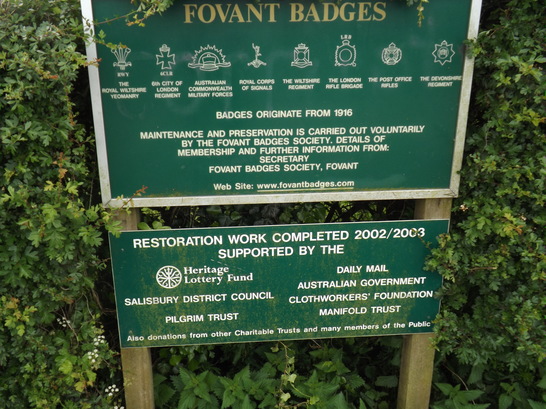 FOVANT BADGES
RWY
6CLR
LRB
THE ROYAL WILTSHIRE YEOMANRY
6th CITY OF LONDON REGIMENT
AUSTRALIAN COMMONWEALTH MILITARY FORCES
ROYAL CORPS OF SIGNALS
THE WILTSHIRE REGIMENT
THE LONDON RIFLE BRIGADE
THE POST OFFICE RIFLES
THE DEVONSHIRE REGIMENT
BADGES ORIGINATE FROM 1916
MAINTENANCE AND PRESERVATION IS CARRIED OUT VOLUNTARILY
BY THE FOVANT BADGES SOCIETY. DETAILS OF
MEMBERSHIP AND FURTHER INFORMATION FROM:
SECRETARY
FOVANT BADGES SOCIETY, FOVANT
Web Site: www.fovantbadges.com
RESTORATION WORK COMPLETED 2002/2003
SUPPORTED BY THE
Heritage
Lottery Fund
SALISBURY DISTRICT COUNCIL
PILGRIM TRUST
DAILY MAIL
AUSTRALIAN GOVERNMENT
CLOTHWORKERS' FOUNDATION
MANIFOLD TRUST
Also donations from other Charitable Trusts and many members of the Public